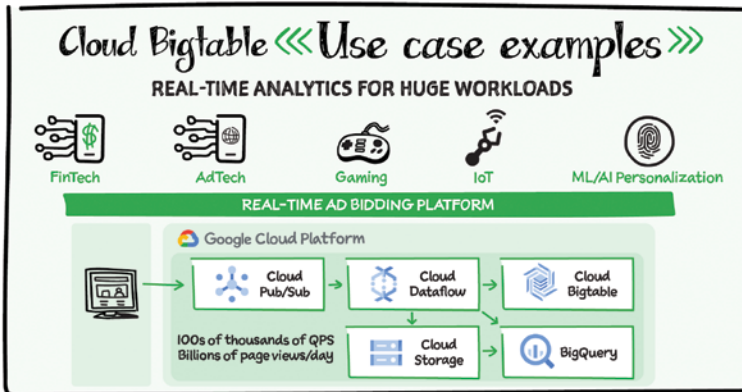 Cloud Bigtable Use case examples
REAL-TIME ANALYTICS FOR HUGE WORKLOADS
FinTech
AdTech
Gaming
IoT
ML/AI Personalization
REAL-TIME AD BIDDING PLATFORM
Google Cloud Platform
Cloud
Pub/Sub
Cloud
Dataflow
Cloud
Bigtable
100s of thousands of QPS
Billions of page views/day
Cloud
Storage
BigQuery